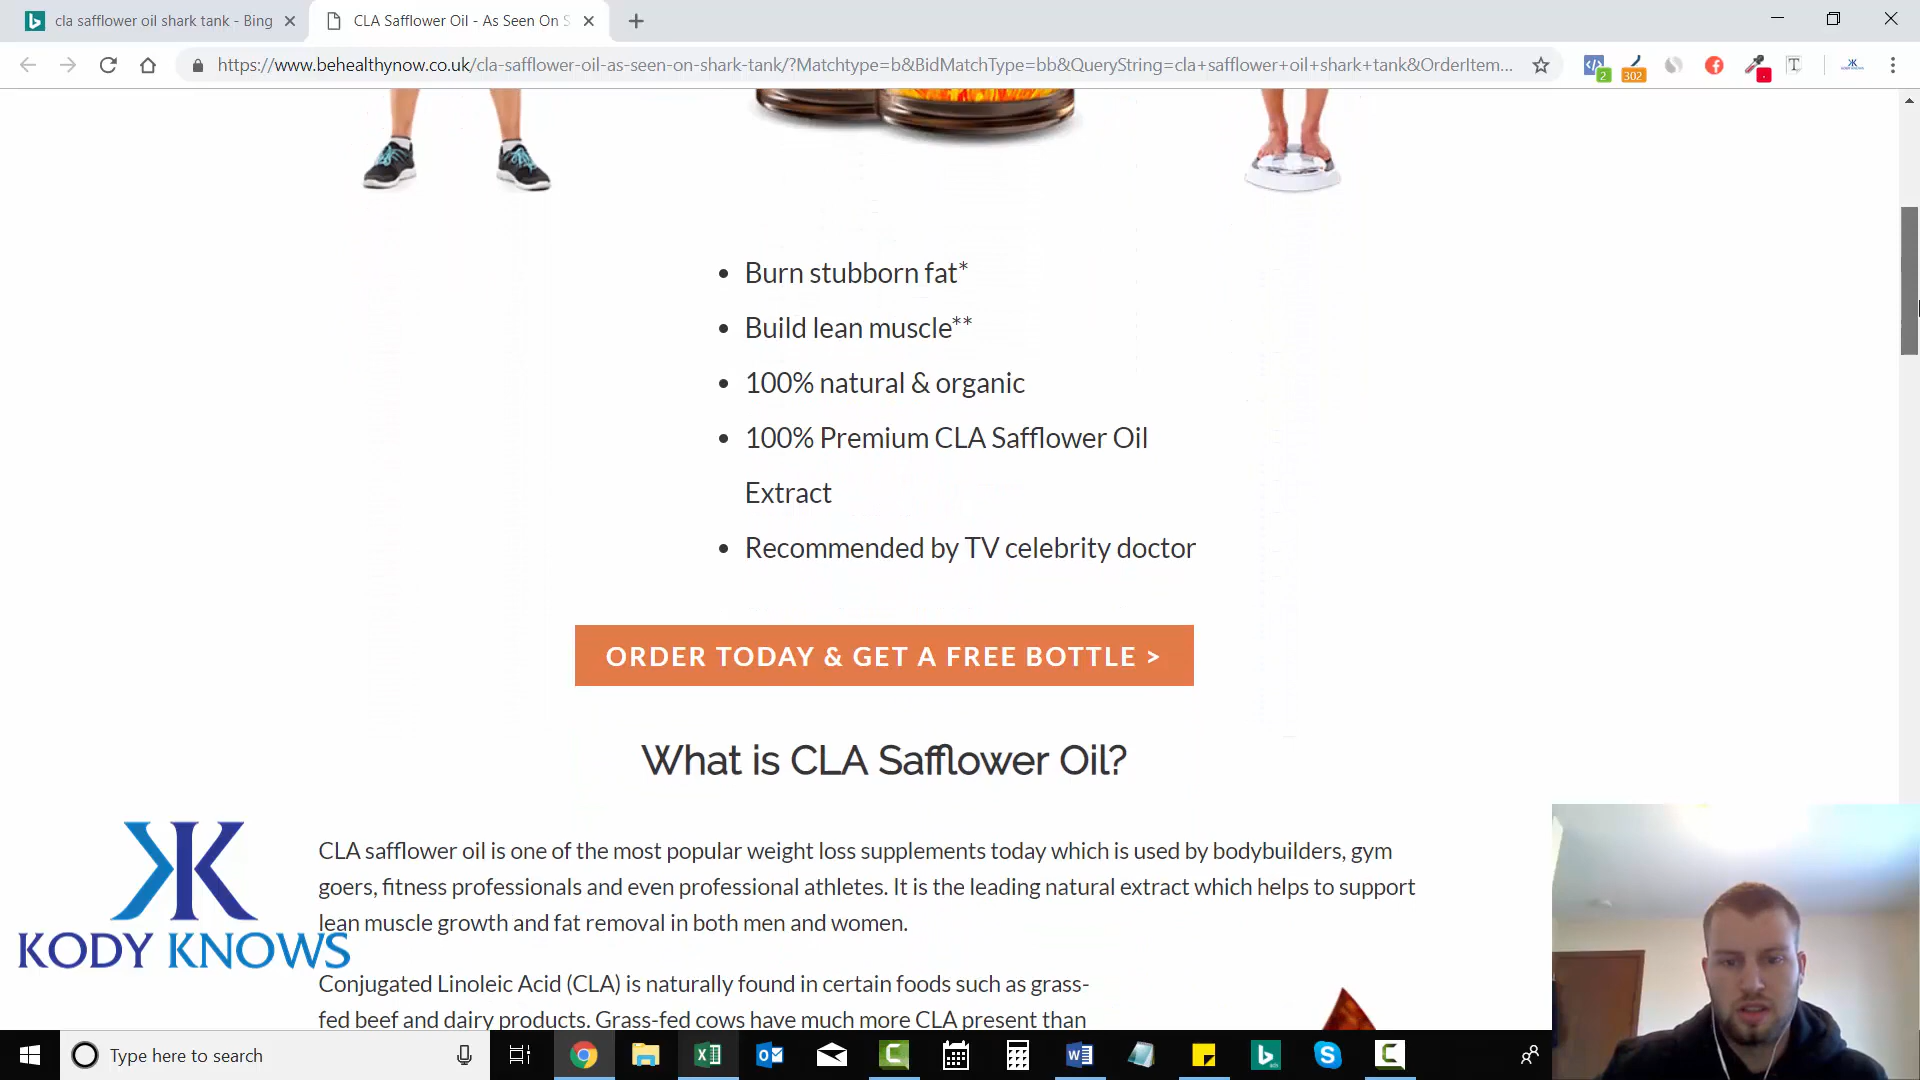 cla safflower oil shark tank - Bing
CLA Safflower Oil - As Seen On S
https://www.behealthynow.co.uk/cla-safflower-oil-as-seen-on-shark-tank/?Matchtype=b&BidMatchType=bb&QueryString=cla+safflower+oil+shark+tank&OrderItem...
2
302
Burn stubborn fat*
Build lean muscle**
100% natural & organic
100% Premium CLA Safflower Oil
Extract
Recommended by TV celebrity doctor
ORDER TODAY & GET A FREE BOTTLE >
What is CLA Safflower Oil?
CLA safflower oil is one of the most popular weight loss supplements today which is used by bodybuilders, gym
goers, fitness professionals and even professional athletes. It is the leading natural extract which helps to support
lean muscle growth and fat removal in both men and women.
KODY KNOWS
Conjugated Linoleic Acid (CLA) is naturally found in certain foods such as grass-
fed beef and dairy products. Grass-fed cows have much more CLA present than
Type here to search